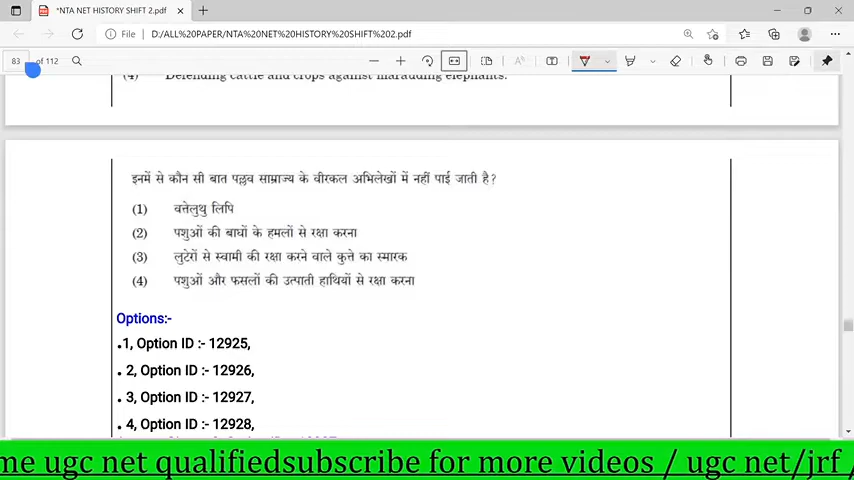 *NTA NET HISTORY SHIFT 2.pdf
File D:/ALL%20PAPER/NTA%20NET%20HISTORY%20SHIFT%202.pdf
83 of 112
(4) Defending cattle and crops against marauding elephants.
इनमें से कौन सी बात पल्लव साम्राज्य के वीरकल अभिलेखों में नहीं पाई जाती है?
(1) वत्तेलुथु लिपि
(2) पशुओं की बाघों के हमलों से रक्षा करना
(3) लुटेरों से स्वामी की रक्षा करने वाले कुत्ते का स्मारक
(4) पशुओं और फसलों की उत्पाती हाथियों से रक्षा करना
Options:-
.1, Option ID :- 12925,
. 2, Option ID :- 12926,
. 3, Option ID :- 12927,
. 4, Option ID :- 12928,
me ugc net qualifiedsubscribe for more videos / ugc net/jrf /